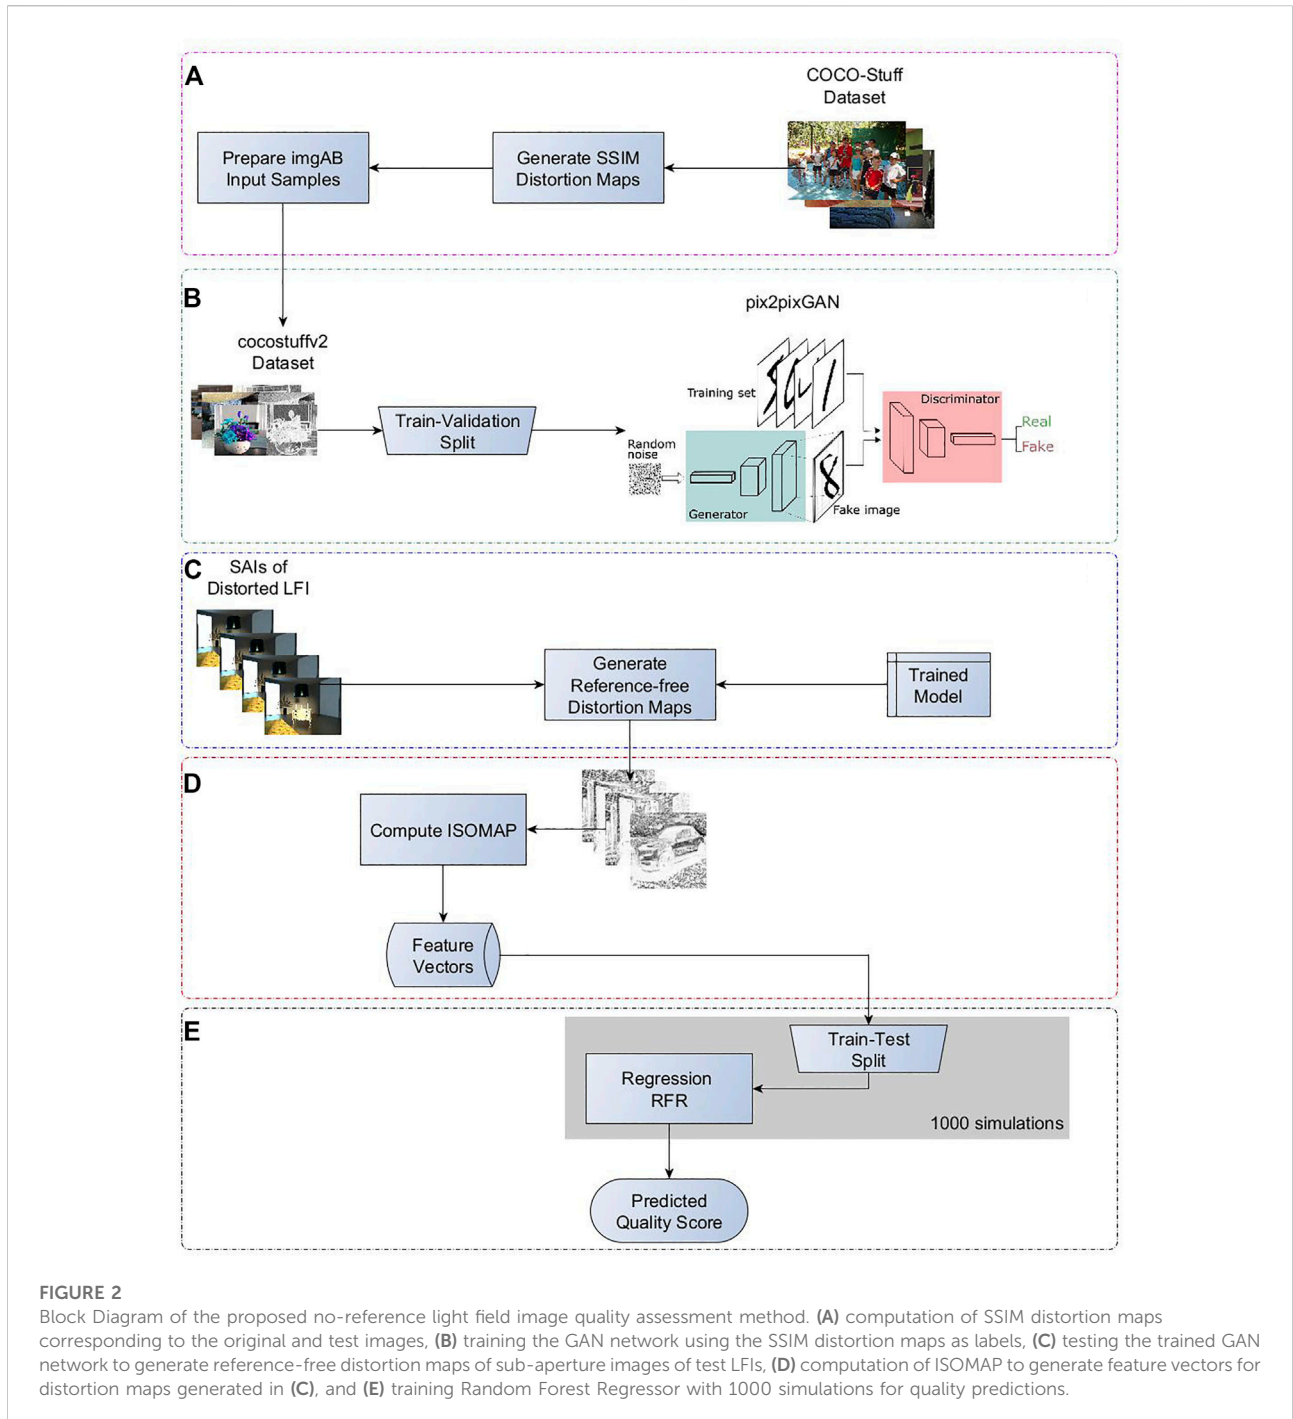 A
COCO-Stuff
Dataset
Prepare imgAB
Input Samples
Generate SSIM
Distortion Maps
B
pix2pixGAN
cocostuffv2
Dataset
Train-Validation
Split
Training set
Random
noise
Generator
Fake image
Discriminator
Real
Fake
C
SAIs of
Distorted LFI
Generate
Reference-free
Distortion Maps
Trained
Model
D
Compute ISOMAP
Feature
Vectors
E
Train-Test
Split
Regression
RFR
1000 simulations
Predicted
Quality Score
FIGURE 2
Block Diagram of the proposed no-reference light field image quality assessment method. (A) computation of SSIM distortion maps
corresponding to the original and test images, (B) training the GAN network using the SSIM distortion maps as labels, (C) testing the trained GAN
network to generate reference-free distortion maps of sub-aperture images of test LFIs, (D) computation of ISOMAP to generate feature vectors for
distortion maps generated in (C), and (E) training Random Forest Regressor with 1000 simulations for quality predictions.